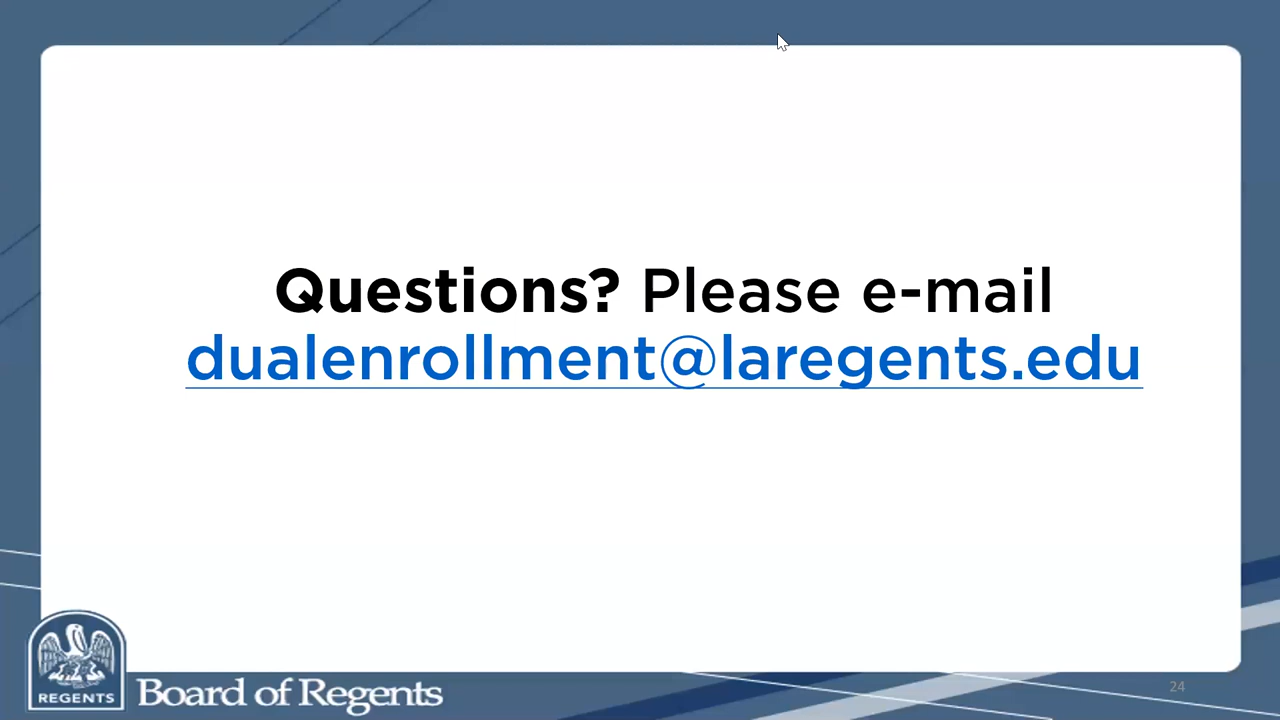 Questions? Please e-mail
dualenrollment@laregents.edu
REGENTS
Board of Regents
24